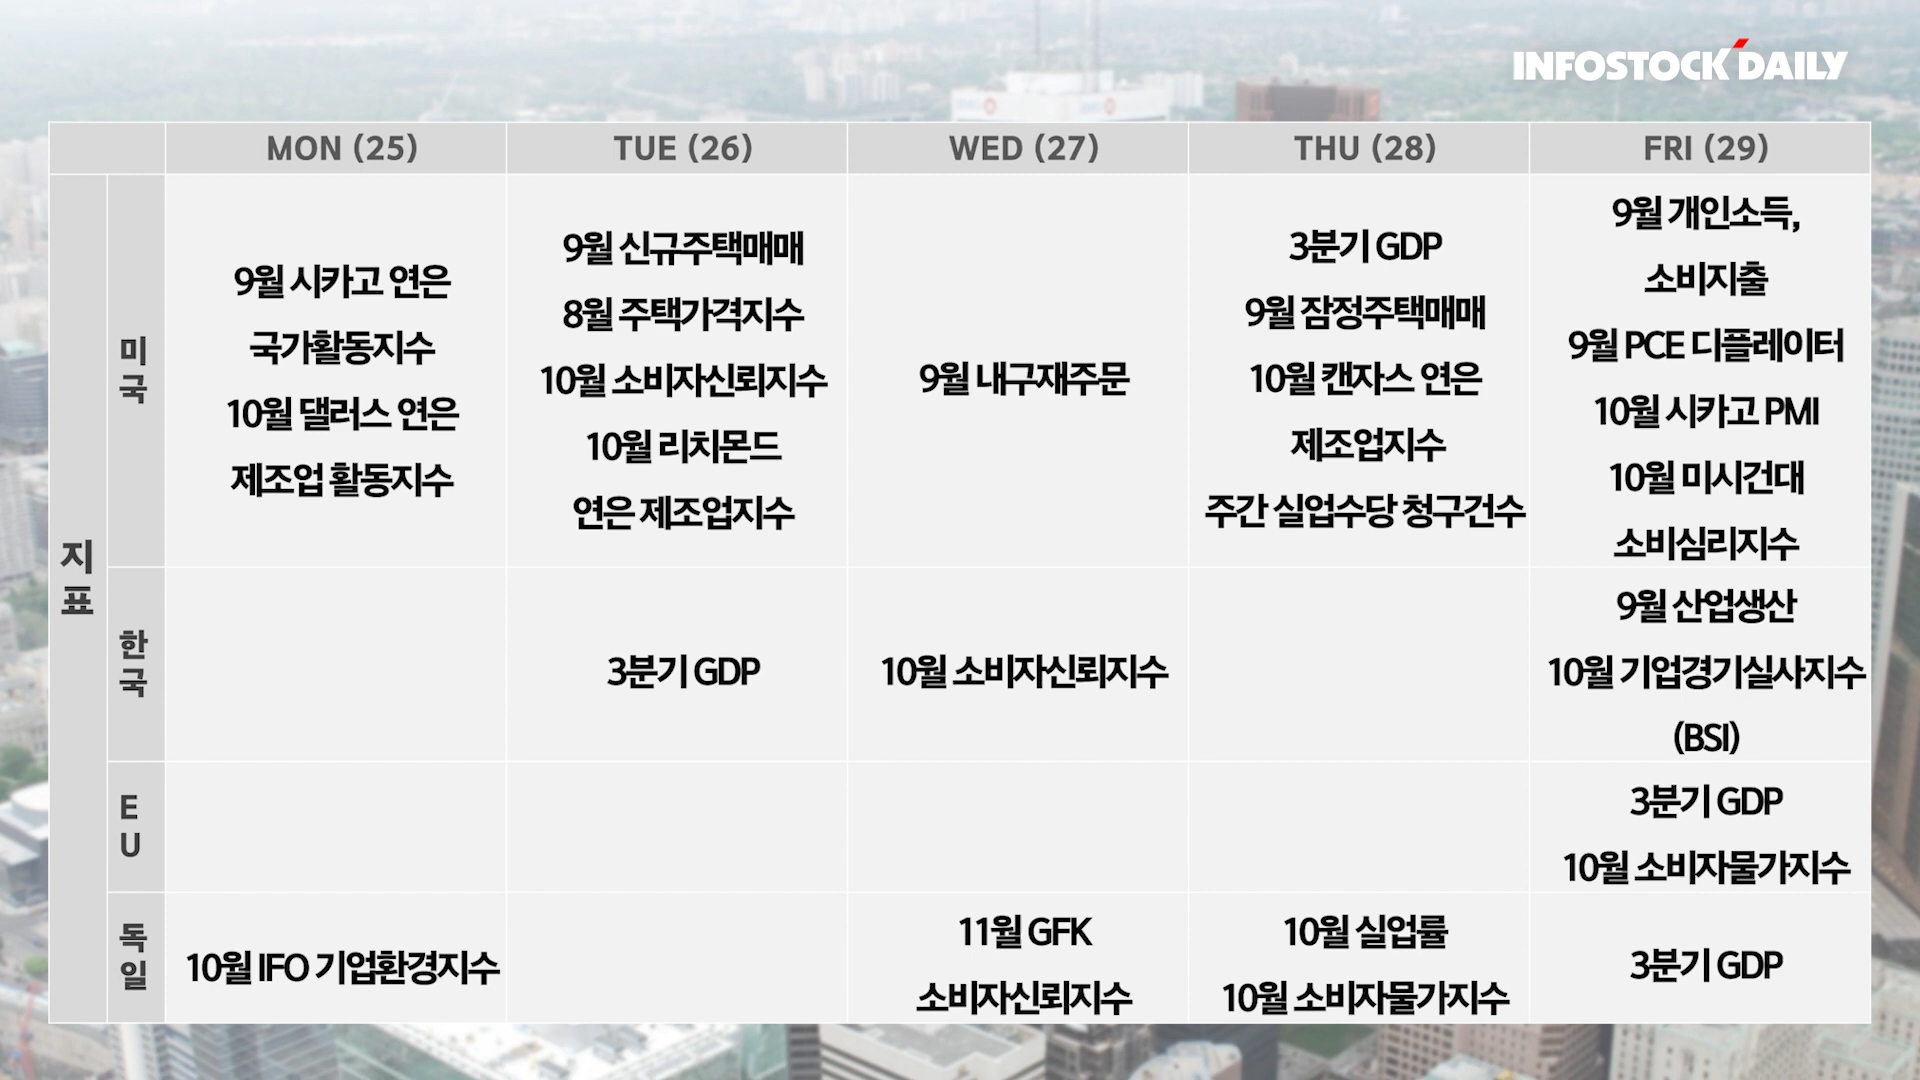 INFOSTOCK DAILY
MON (25)
TUE (26)
WED (27)
THU (28)
FRI (29)
지표
미국
9월 시카고 연은
국가활동지수
10월 댈러스 연은
제조업 활동지수
9월 신규주택매매
8월 주택가격지수
10월 소비자신뢰지수
10월 리치몬드
연은 제조업지수
9월 내구재주문
3분기 GDP
9월 잠정주택매매
10월 캔자스 연은
제조업지수
주간 실업수당 청구건수
9월 개인소득,
소비지출
9월 PCE 디플레이터
10월 시카고 PMI
10월 미시건대
소비심리지수
한국
3분기 GDP
10월 소비자신뢰지수
9월 산업생산
10월 기업경기실사지수
(BSI)
EU
3분기 GDP
10월 소비자물가지수
독일
10월 IFO 기업환경지수
11월 GFK
소비자신뢰지수
10월 실업률
10월 소비자물가지수
3분기 GDP